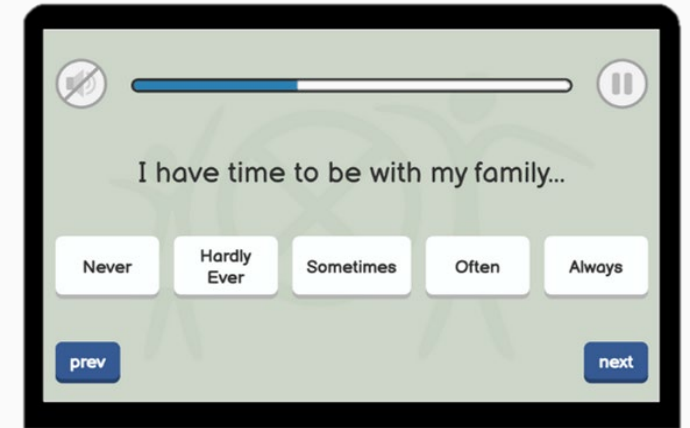 I have time to be with my family...
Never
Hardly
Ever
Sometimes
Often
Always
prev
next